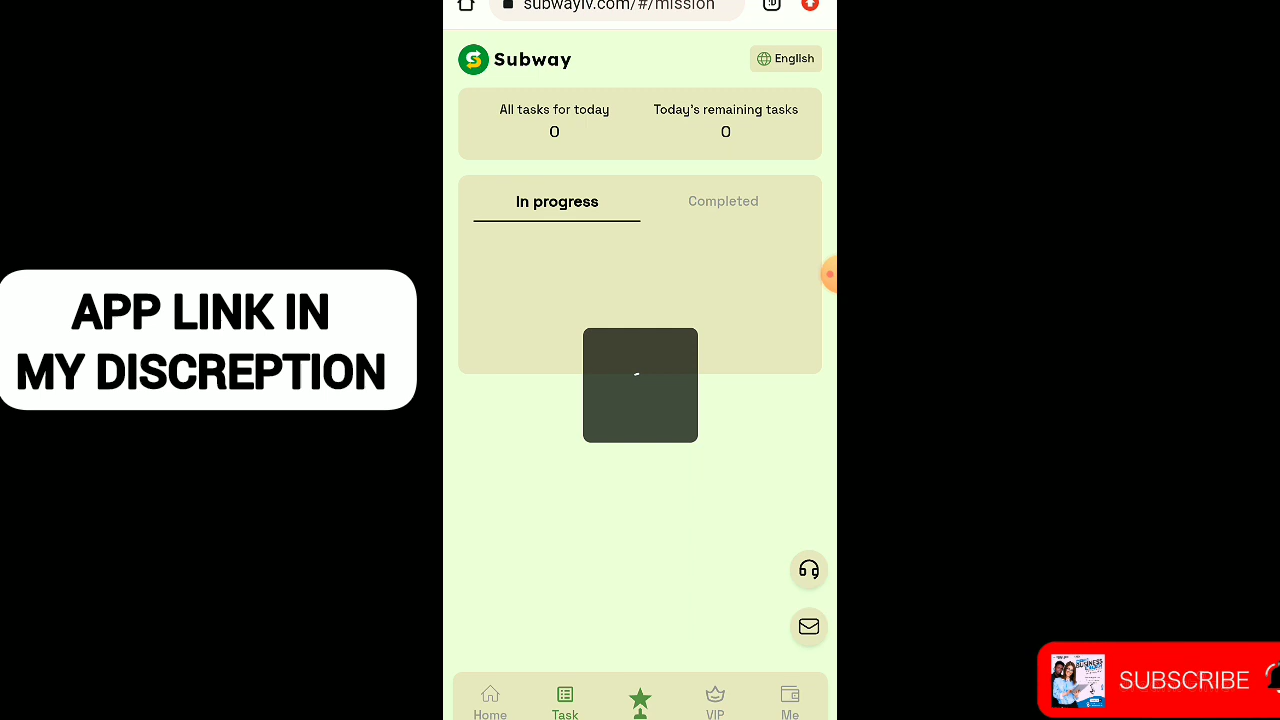 subwaylv.com/#/mission
Subway
English
All tasks for today
Today's remaining tasks
0
0
In progress
Completed
APP LINK IN
MY DISCREPTION
SUBSCRIBE
Home
Task
VIP
Me